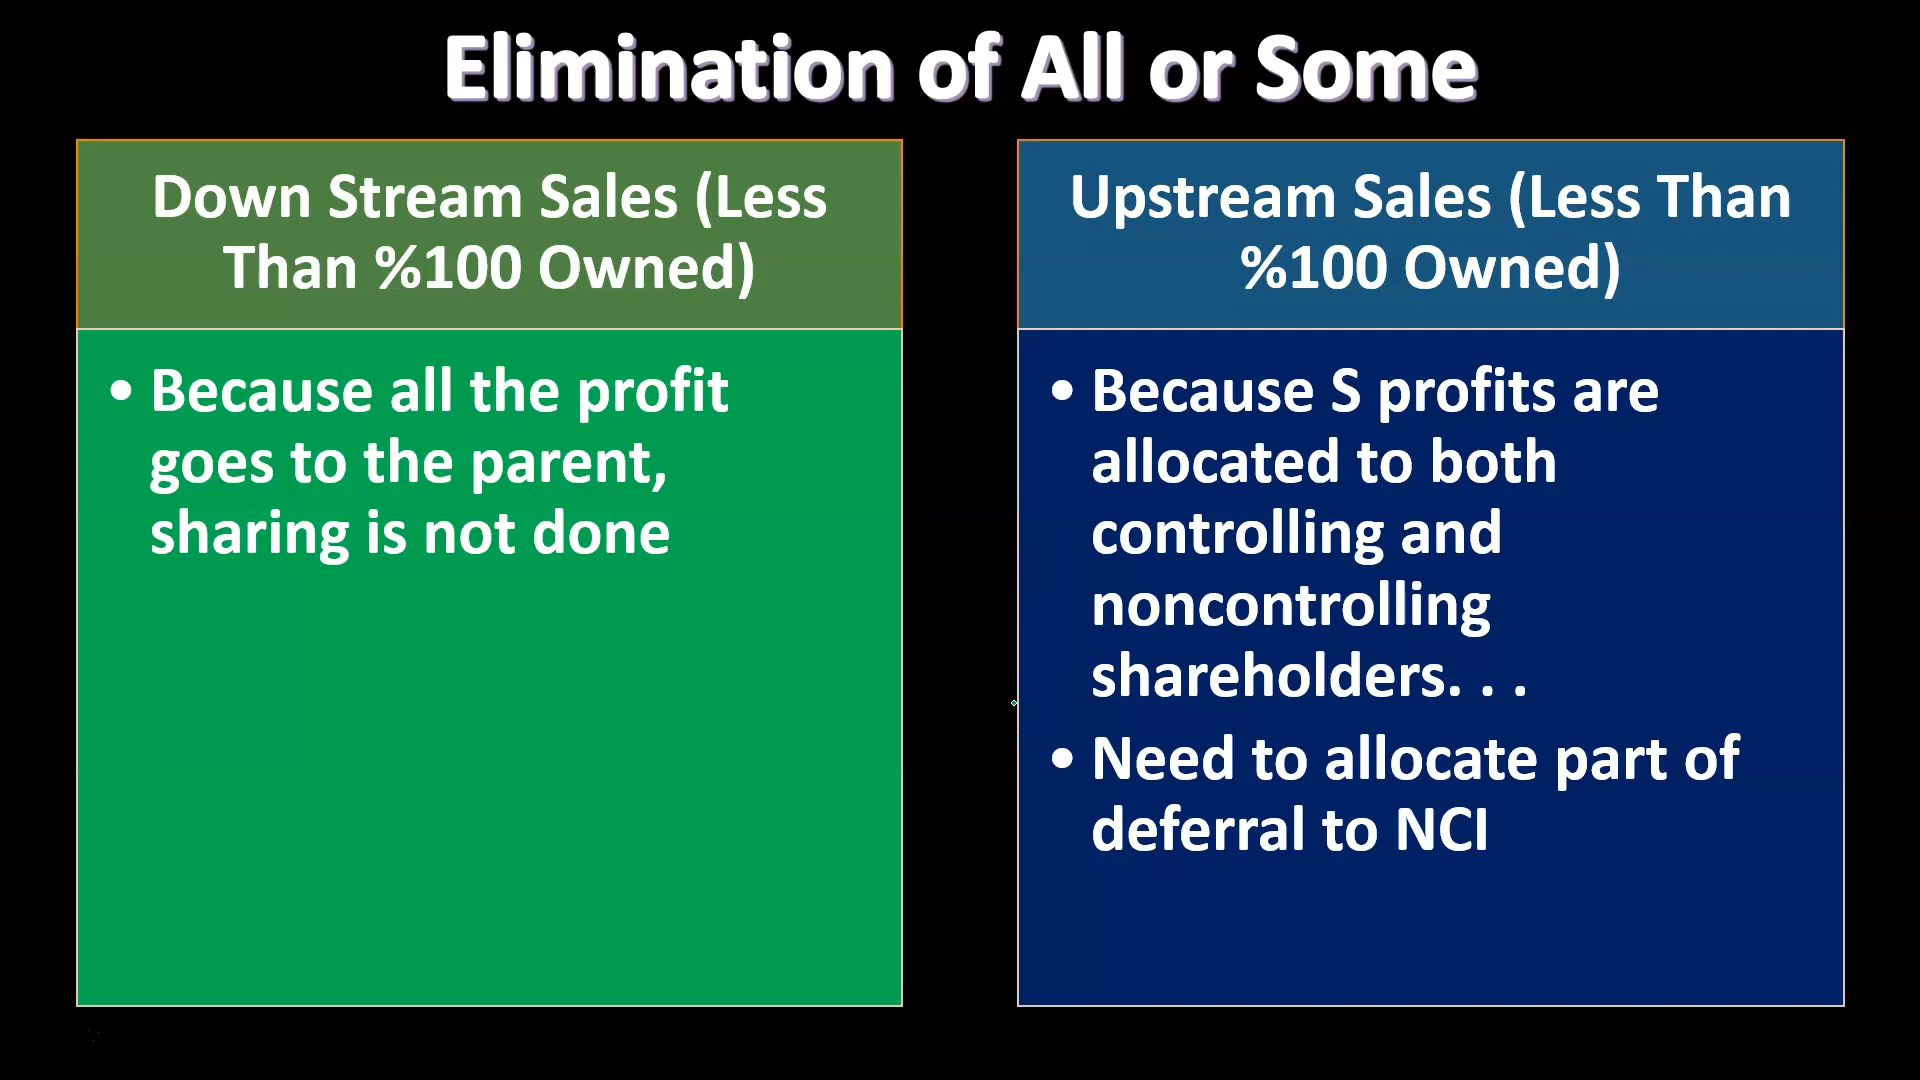 Elimination of All or Some
Down Stream Sales (Less
Than %100 Owned)
• Because all the profit
goes to the parent,
sharing is not done
Upstream Sales (Less Than
%100 Owned)
• Because S profits are
allocated to both
controlling and
noncontrolling
shareholders. . .
• Need to allocate part of
deferral to NCI